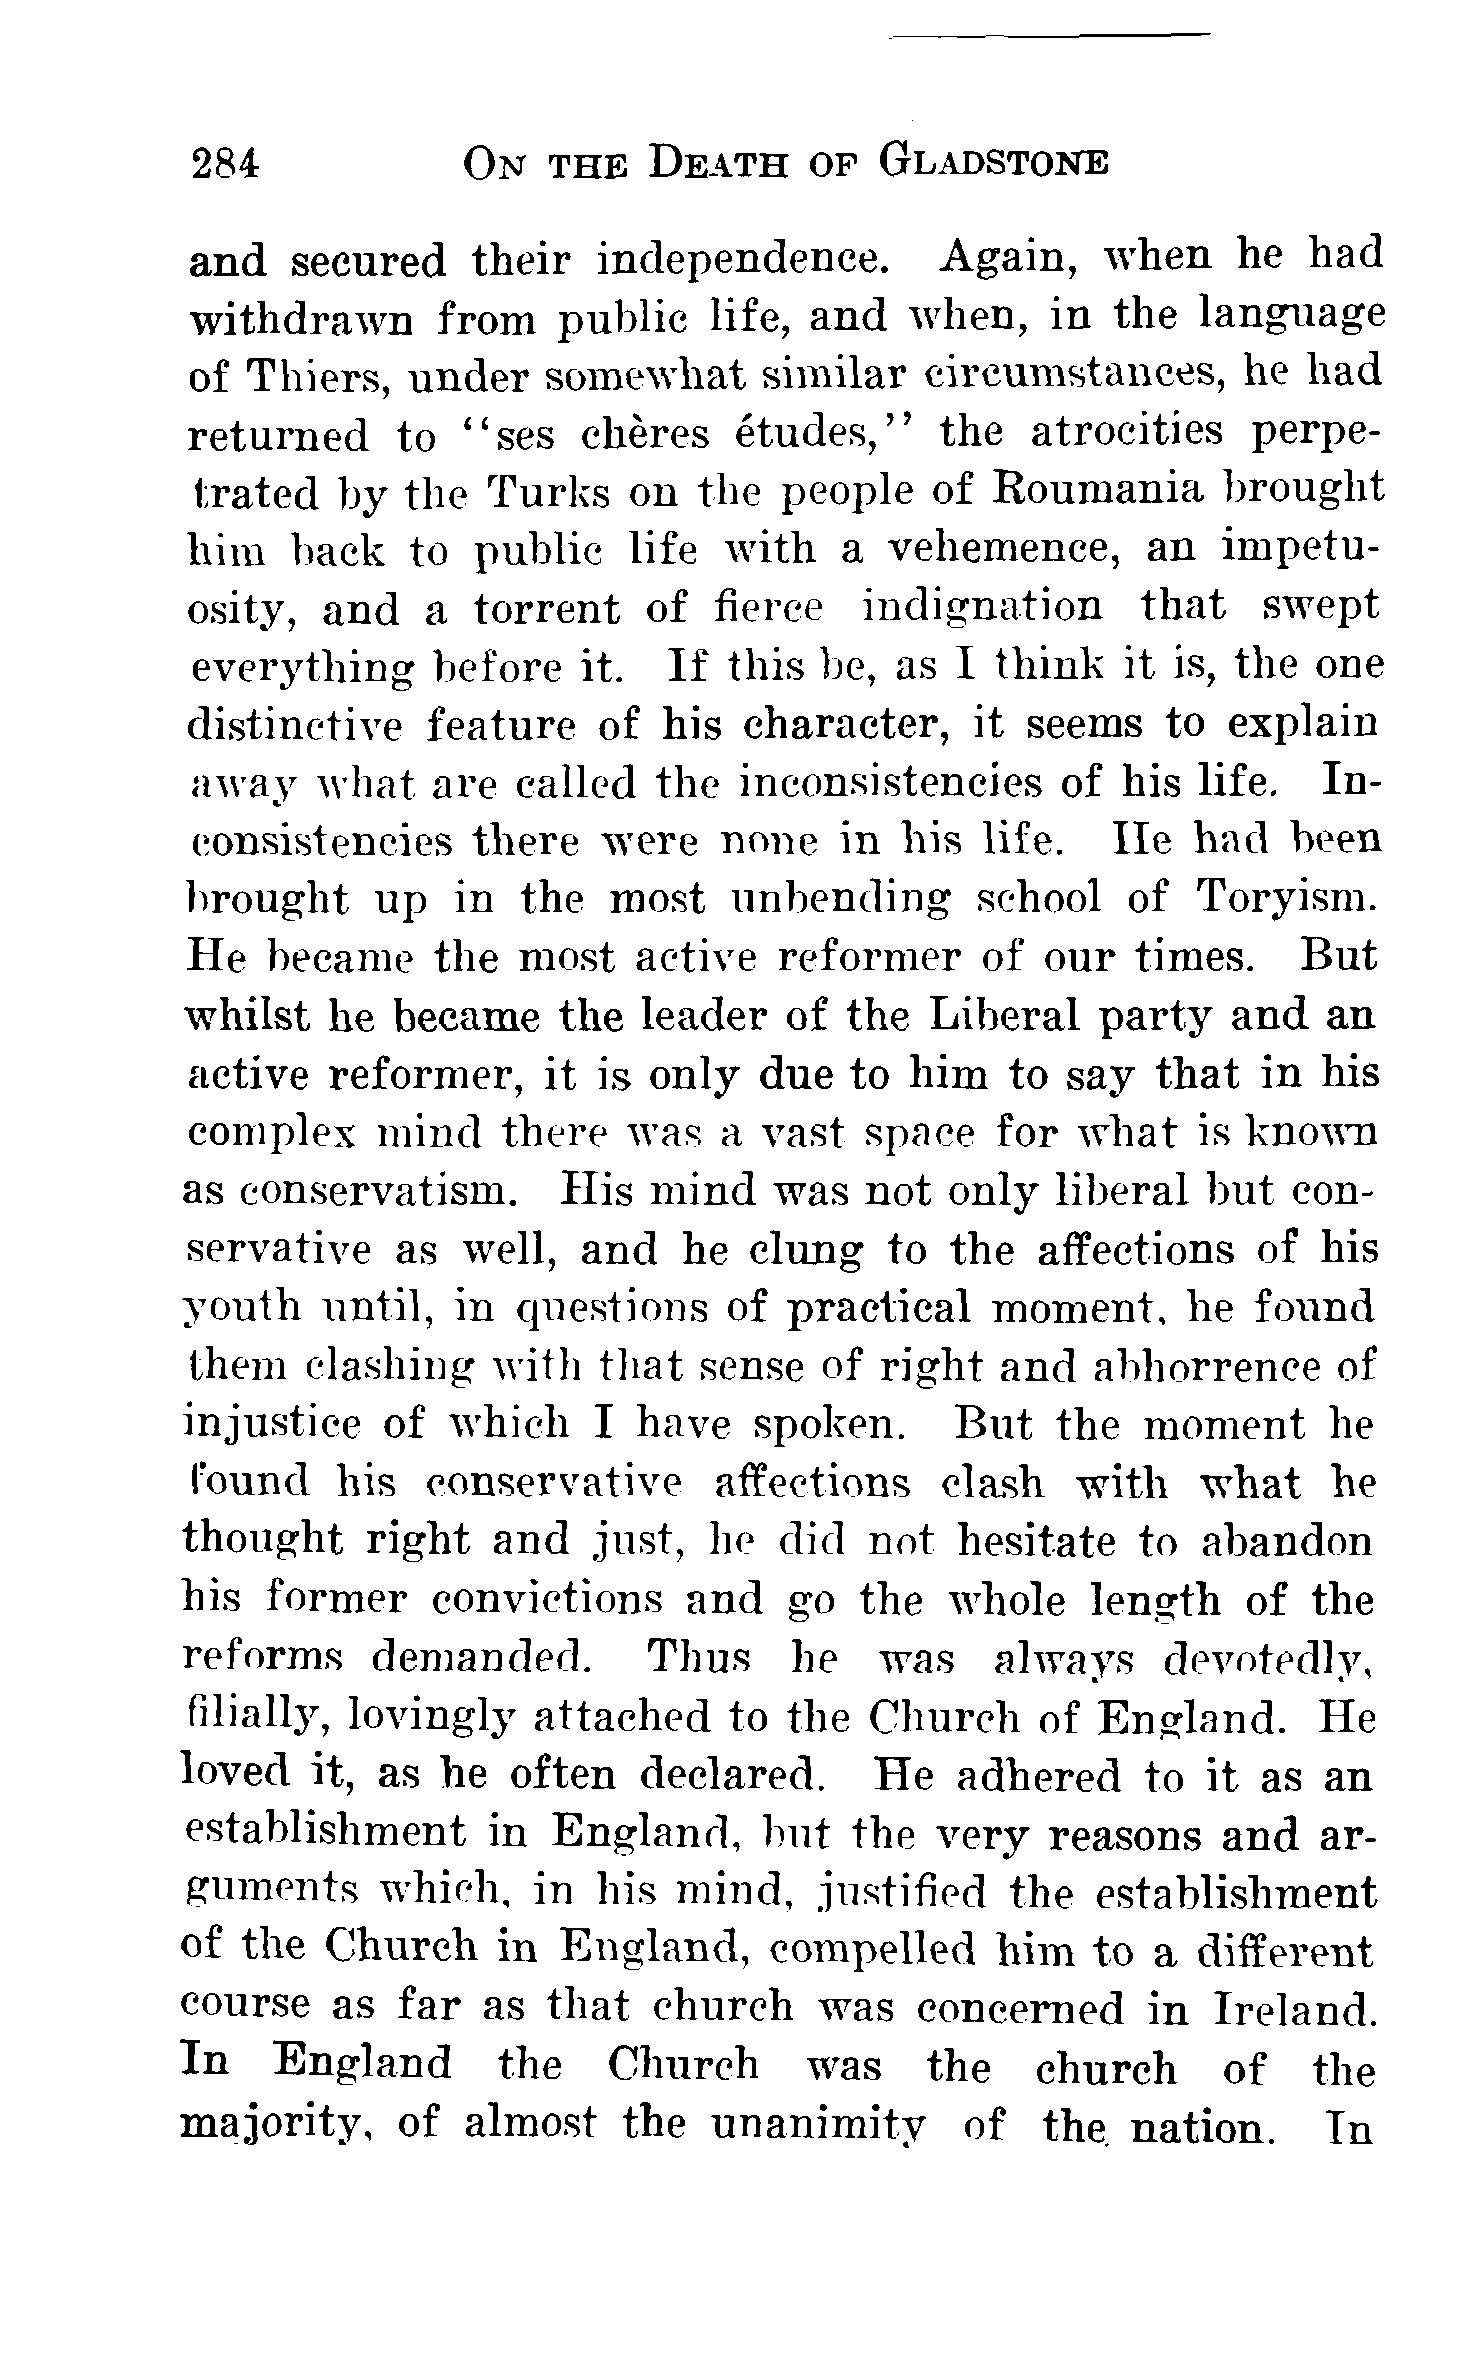 284 On the Death of Gladstone
and secured their independence. Again, when he had
withdrawn from public life, and when, in the language
of Thiers, under somewhat similar circumstances, he had
returned to "ses chères études," the atrocities perpe-
trated by the Turks on the people of Roumania brought
him back to public life with a vehemence, an impetu-
osity, and a torrent of fierce indignation that swept
everything before it. If this be, as I think it is, the one
distinctive feature of his character, it seems to explain
away what are called the inconsistencies of his life. In-
consistencies there were none in his life. He had been
brought up in the most unbending school of Toryism.
He became the most active reformer of our times. But
whilst he became the leader of the Liberal party and an
active reformer, it is only due to him to say that in his
complex mind there was a vast space for what is known
as conservatism. His mind was not only liberal but con-
servative as well, and he clung to the affections of his
youth until, in questions of practical moment, he found
them clashing with that sense of right and abhorrence of
injustice of which I have spoken. But the moment he
found his conservative affections clash with what he
thought right and just, he did not hesitate to abandon
his former convictions and go the whole length of the
reforms demanded. Thus he was always devotedly,
filially, lovingly attached to the Church of England. He
loved it, as he often declared. He adhered to it as an
establishment in England, but the very reasons and ar-
guments which, in his mind, justified the establishment
of the Church in England, compelled him to a different
course as far as that church was concerned in Ireland.
In England the Church was the church of the
majority, of almost the unanimity of the nation. In